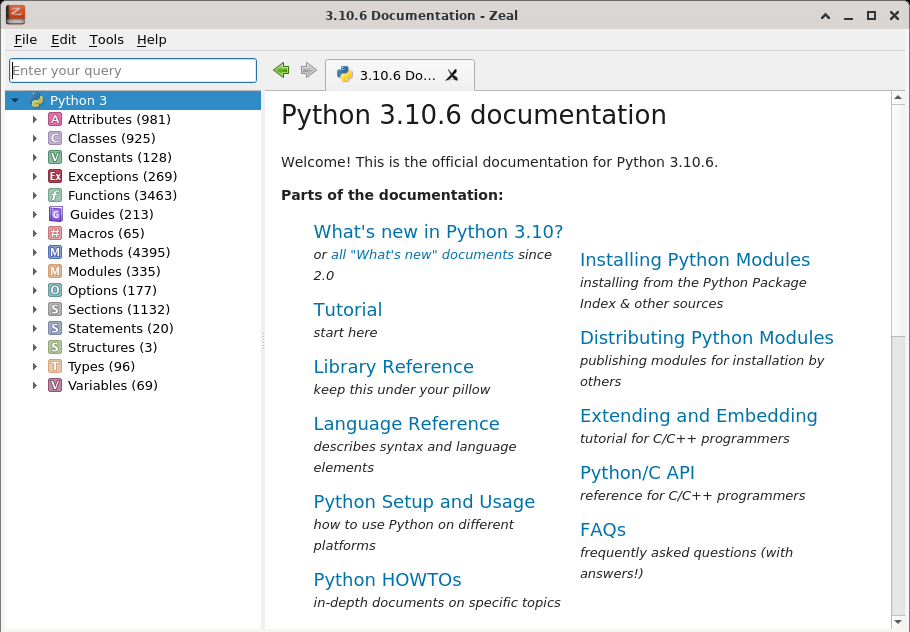 3.10.6 Documentation - Zeal
File Edit Tools Help
Enter your query
3.10.6 Do...
Python 3
Attributes (981)
Classes (925)
Constants (128)
Exceptions (269)
Functions (3463)
Guides (213)
Macros (65)
Methods (4395)
Modules (335)
Options (177)
Sections (1132)
Statements (20)
Structures (3)
Types (96)
Variables (69)
Python 3.10.6 documentation
Welcome! This is the official documentation for Python 3.10.6.
Parts of the documentation:
What's new in Python 3.10?
or all "What's new" documents since
2.0
Tutorial
start here
Library Reference
keep this under your pillow
Language Reference
describes syntax and language
elements
Python Setup and Usage
how to use Python on different
platforms
Python HOWTOs
in-depth documents on specific topics
Installing Python Modules
installing from the Python Package
Index & other sources
Distributing Python Modules
publishing modules for installation by
others
Extending and Embedding
tutorial for C/C++ programmers
Python/C API
reference for C/C++ programmers
FAQs
frequently asked questions (with
answers!)